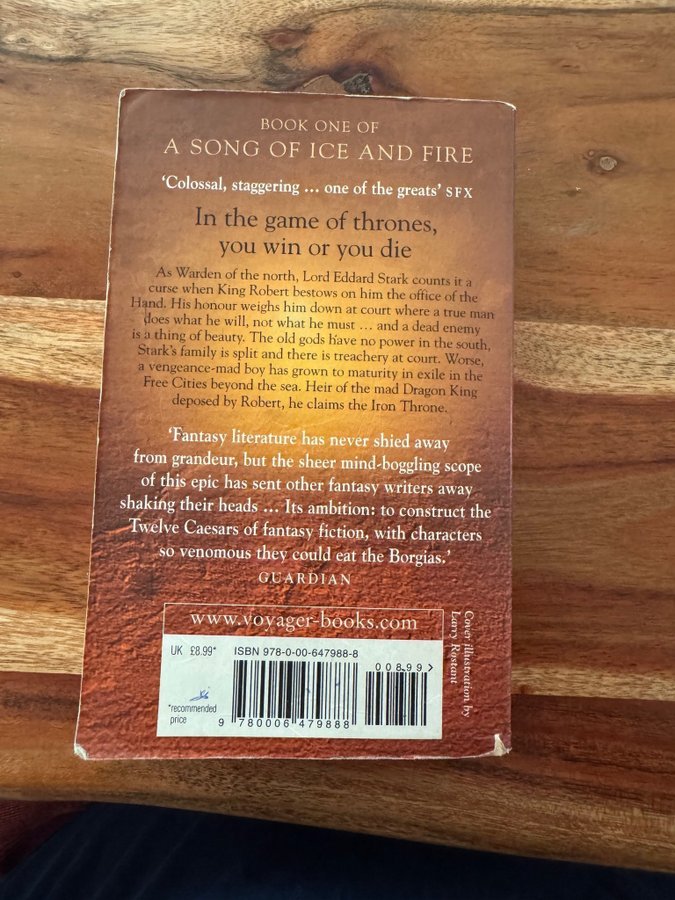 BOOK ONE OF
A SONG OF ICE AND FIRE
‘Colossal, staggering ... one of the greats’ SFX
In the game of thrones,
you win or you die
As Warden of the north, Lord Eddard Stark counts it a
curse when King Robert bestows on him the office of the
Hand. His honour weighs him down at court where a true man
does what he will, not what he must ... and a dead enemy
is a thing of beauty. The old gods have no power in the south,
Stark’s family is split and there is treachery at court. Worse,
a vengeance-mad boy has grown to maturity in exile in the
Free Cities beyond the sea. Heir of the mad Dragon King
deposed by Robert, he claims the Iron Throne.
‘Fantasy literature has never shied away
from grandeur, but the sheer mind-boggling scope
of this epic has sent other fantasy writers away
shaking their heads ... Its ambition: to construct the
Twelve Caesars of fantasy fiction, with characters
so venomous they could eat the Borgias.’
GUARDIAN
www.voyager-books.com
UK £8.99*
ISBN 978-0-00-647988-8
00899>
*recommended
price
9 780006 479888
Cover illustration by
Larry Rostant